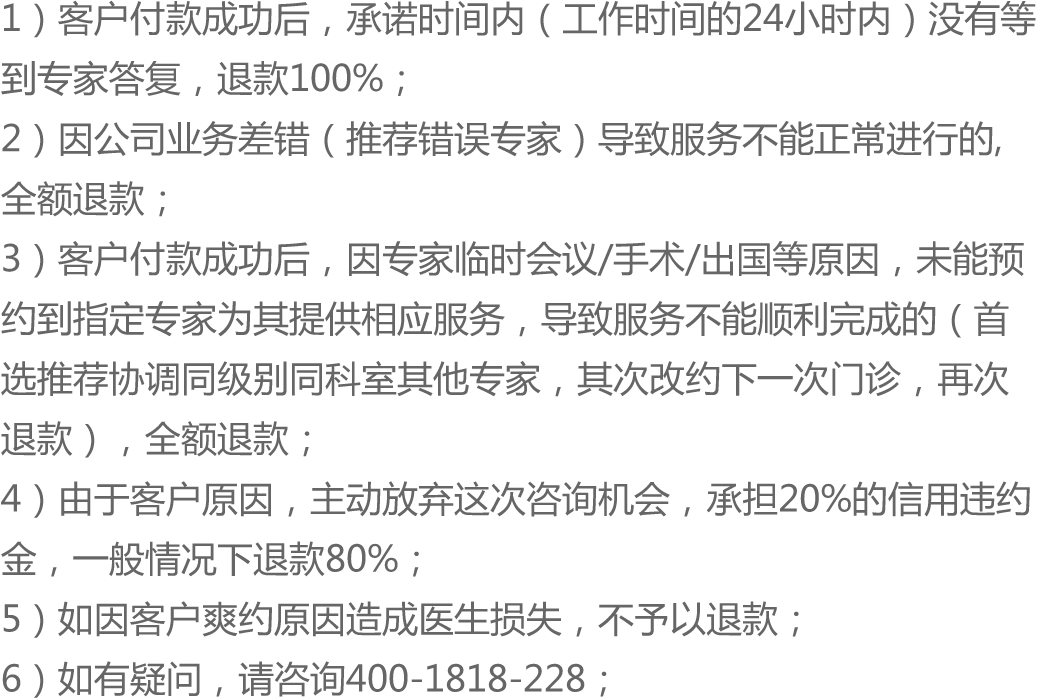 1）客户付款成功后，承诺时间内（工作时间的24小时内）没有等
到专家答复，退款100%；
2）因公司业务差错（推荐错误专家）导致服务不能正常进行的,
全额退款；
3）客户付款成功后，因专家临时会议/手术/出国等原因，未能预
约到指定专家为其提供相应服务，导致服务不能顺利完成的（首
选推荐协调同级别同科室其他专家，其次改约下一次门诊，再次
退款），全额退款；
4）由于客户原因，主动放弃这次咨询机会，承担20%的信用违约
金，一般情况下退款80%；
5）如因客户爽约原因造成医生损失，不予以退款；
6）如有疑问，请咨询400-1818-228；